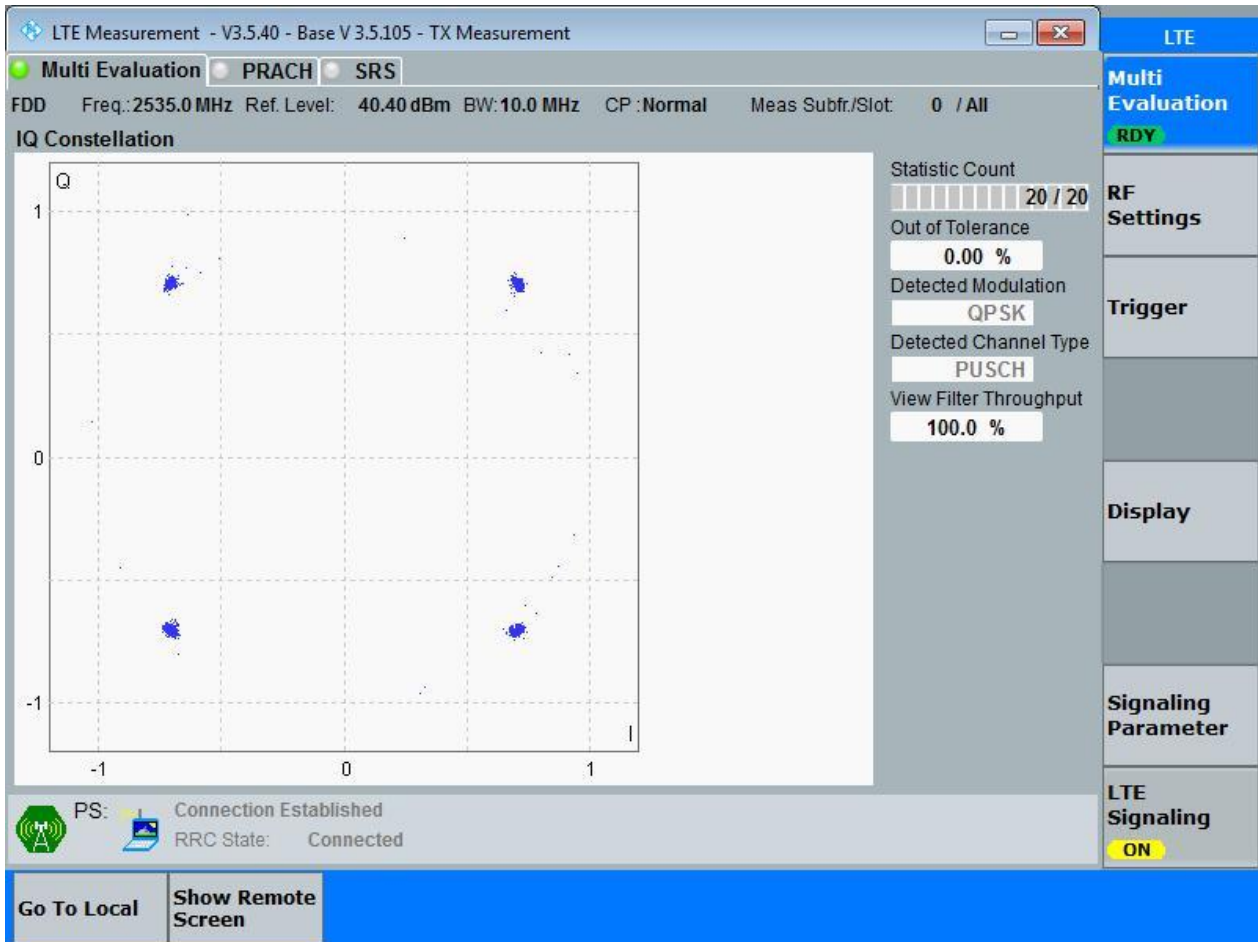 LTE Measurement - V3.5.40 - Base V 3.5.105 - TX Measurement
LTE
Multi Evaluation PRACH SRS
FDD Freq.: 2535.0 MHz Ref. Level: 40.40 dBm BW: 10.0 MHz CP : Normal Meas Subfr./Slot: 0 / All
IQ Constellation
Q
1
0
-1
I
-1 0 1
Statistic Count
20 / 20
Out of Tolerance
0.00 %
Detected Modulation
QPSK
Detected Channel Type
PUSCH
View Filter Throughput
100.0 %
Multi
Evaluation
RDY
RF
Settings
Trigger
Display
Signaling
Parameter
LTE
Signaling
ON
PS: Connection Established
RRC State: Connected
Go To Local
Show Remote
Screen